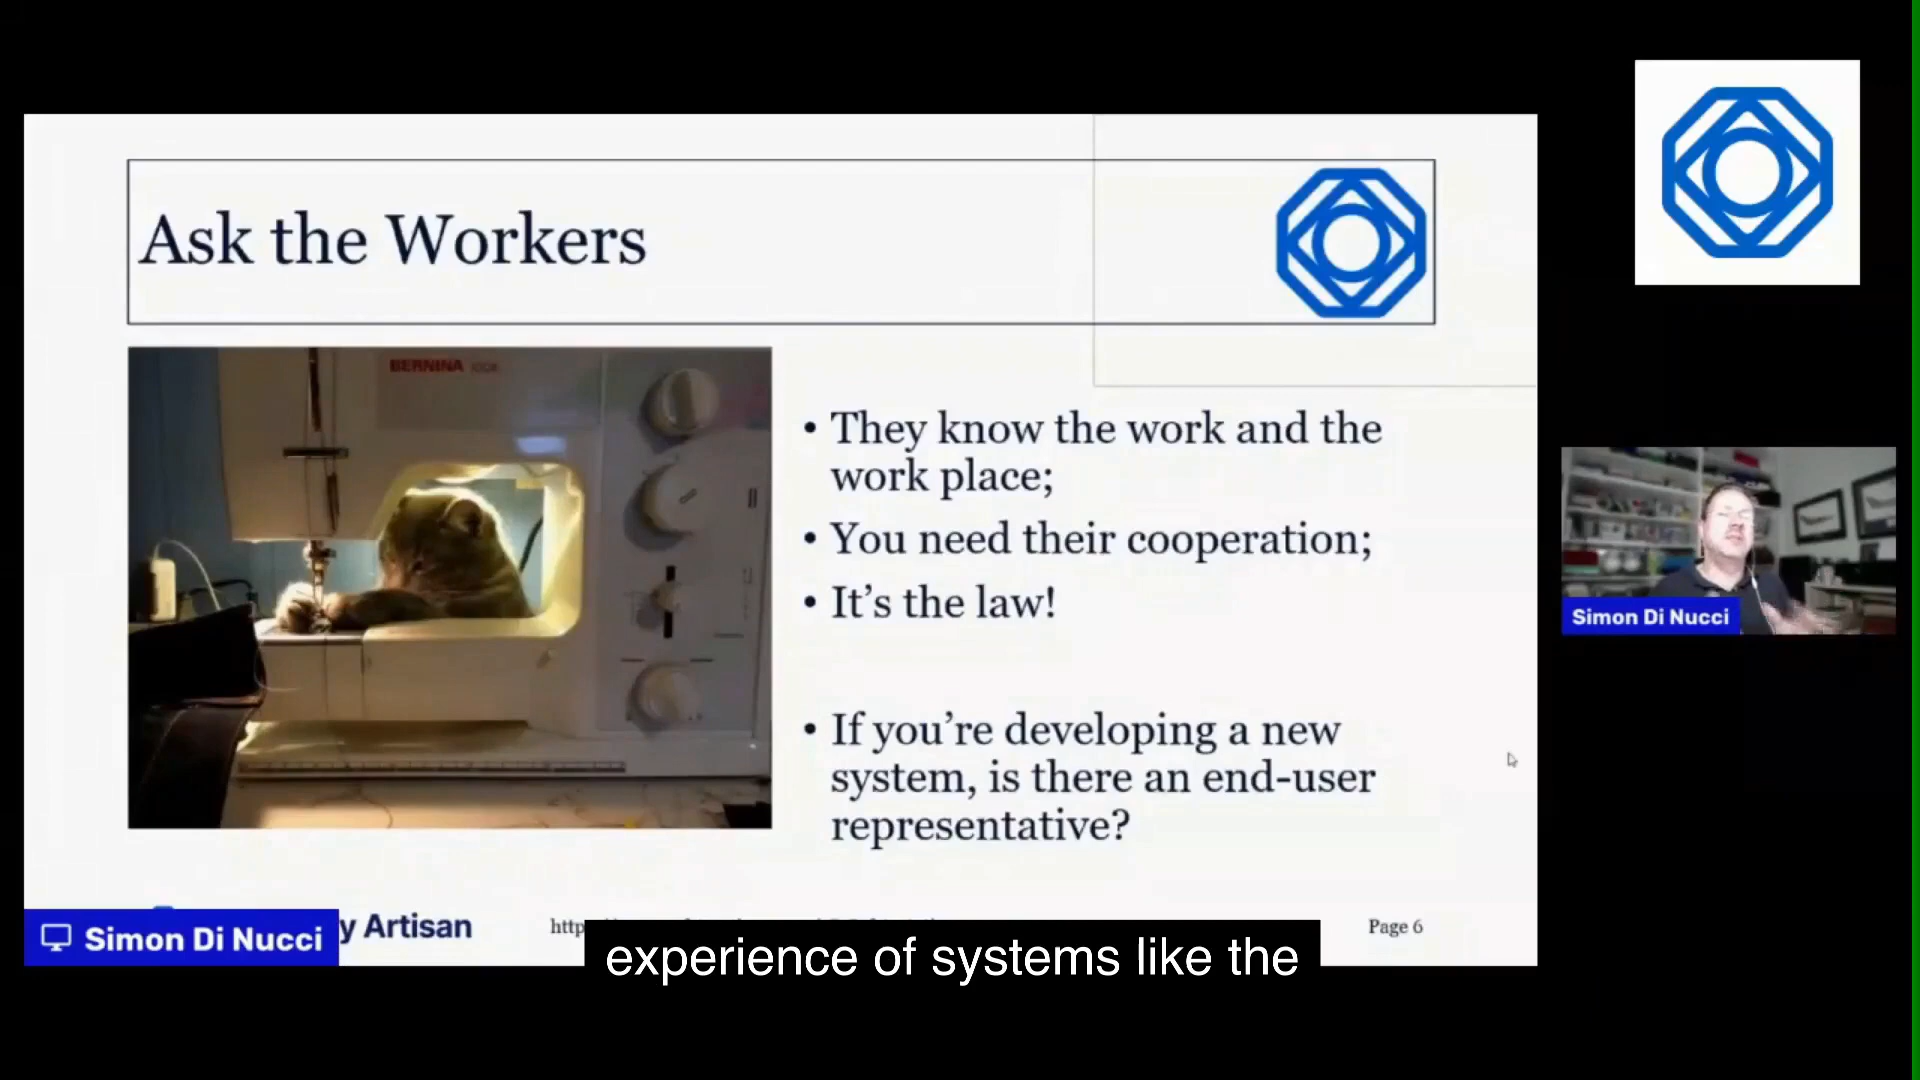 Ask the Workers
BERNINA
• They know the work and the
work place;
• You need their cooperation;
• It’s the law!
• If you’re developing a new
system, is there an end-user
representative?
Simon Di Nucci
Simon Di Nucci
y Artisan
http
Page 6
experience of systems like the